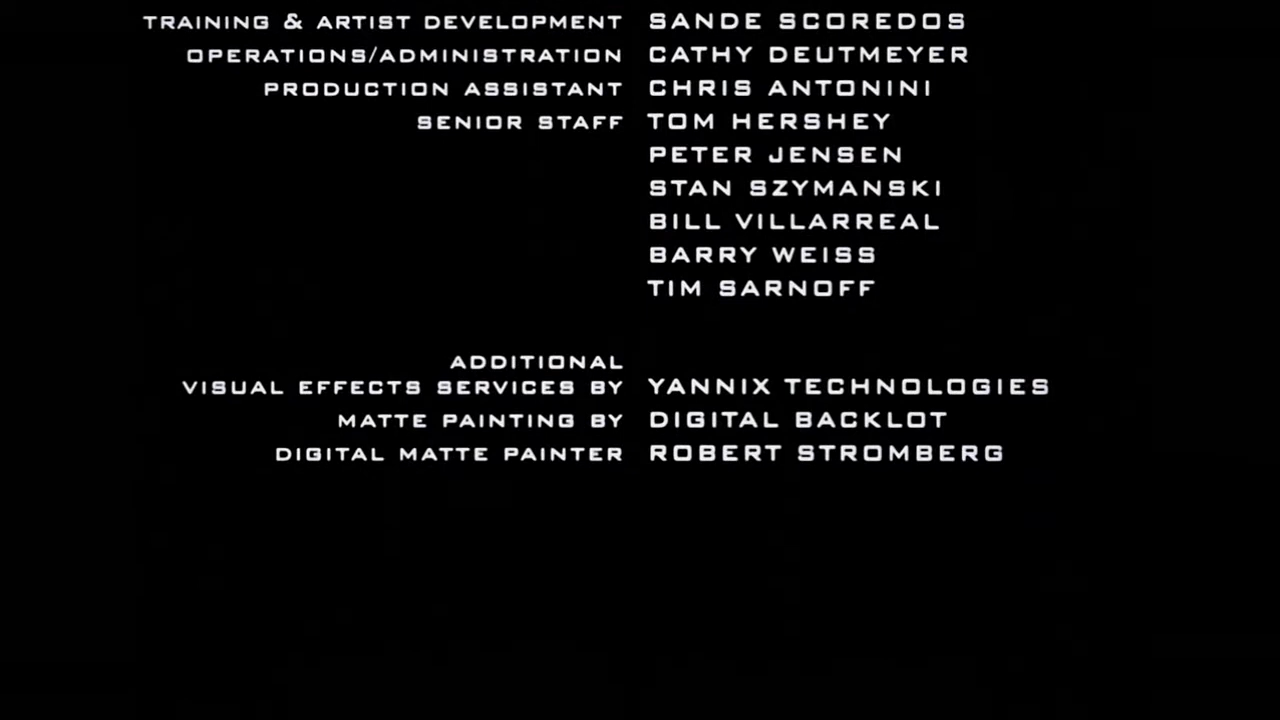 TRAINING & ARTIST DEVELOPMENT SANDE SCOREDOS
OPERATIONS/ADMINISTRATION CATHY DEUTMEYER
PRODUCTION ASSISTANT CHRIS ANTONINI
SENIOR STAFF TOM HERSHEY
PETER JENSEN
STAN SZYMANSKI
BILL VILLARREAL
BARRY WEISS
TIM SARNOFF
ADDITIONAL
VISUAL EFFECTS SERVICES BY YANNIX TECHNOLOGIES
MATTE PAINTING BY DIGITAL BACKLOT
DIGITAL MATTE PAINTER ROBERT STROMBERG